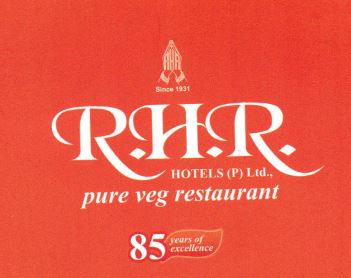 Since 1931
R.H.R.
HOTELS (P) Ltd.,
pure veg restaurant
85 years of
excellence